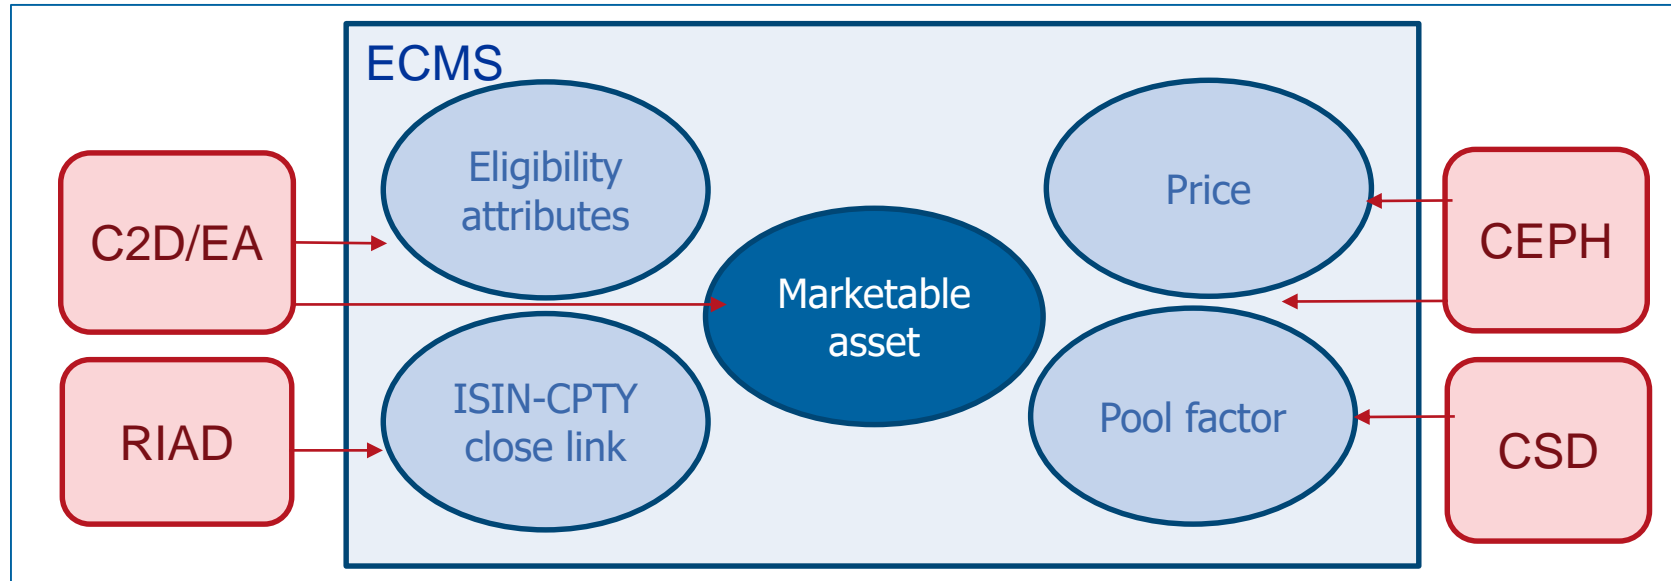 ECMS
Eligibility
attributes
Price
C2D/EA
CEPH
Marketable
asset
ISIN-CPTY
close link
Pool factor
RIAD
CSD